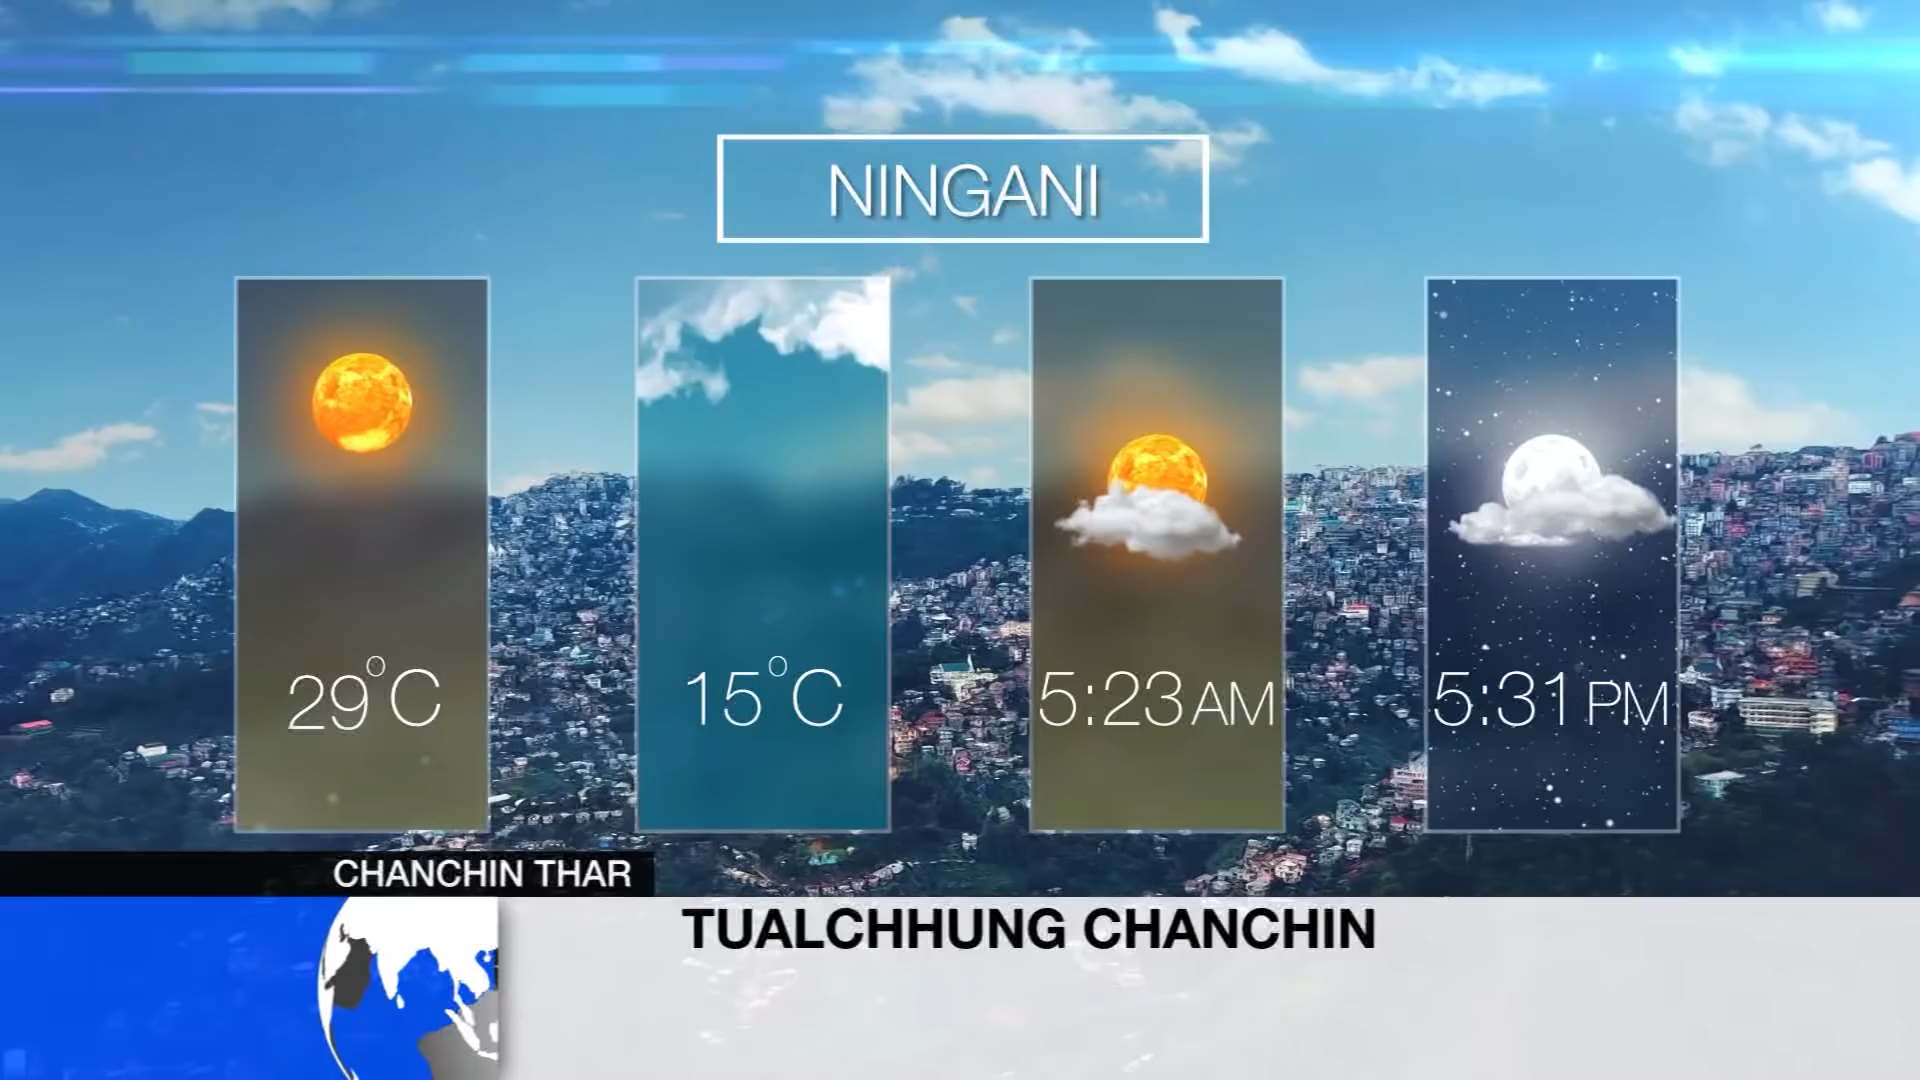 NINGANI
29°C
15°C
5:23 AM
5:31 PM
CHANCHIN THAR
TUALCHHUNG CHANCHIN